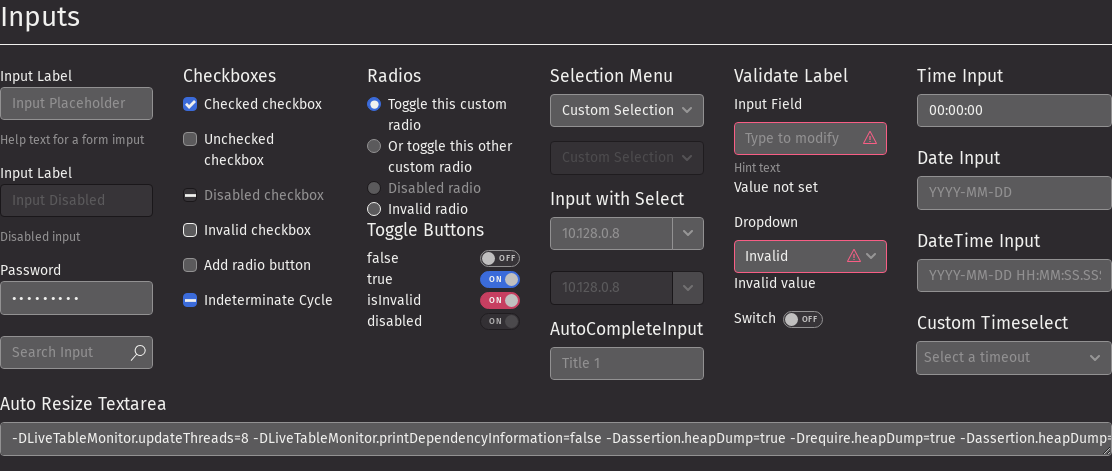 Inputs
Input Label
Input Placeholder
Help text for a form imput
Input Label
Input Disabled
Disabled input
Password
Search Input
Checkboxes
Checked checkbox
Unchecked
checkbox
Disabled checkbox
Invalid checkbox
Add radio button
Indeterminate Cycle
Radios
Toggle this custom
radio
Or toggle this other
custom radio
Disabled radio
Invalid radio
Toggle Buttons
false OFF
true ON
isInvalid ON
disabled ON
Selection Menu
Custom Selection
Custom Selection
Input with Select
10.128.0.8
10.128.0.8
AutoCompleteInput
Title 1
Validate Label
Input Field
Type to modify
Hint text
Value not set
Dropdown
Invalid
Invalid value
Switch OFF
Time Input
00:00:00
Date Input
YYYY-MM-DD
DateTime Input
YYYY-MM-DD HH:MM:SS.SS
Custom Timeselect
Select a timeout
Auto Resize Textarea
-DLiveTableMonitor.updateThreads=8 -DLiveTableMonitor.printDependencyInformation=false -Dassertion.heapDump=true -Drequire.heapDump=true -Dassertion.heapDump=